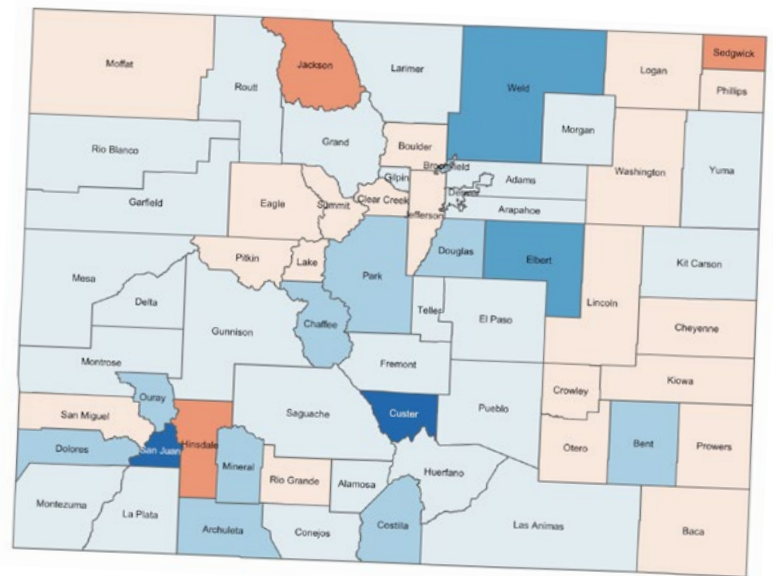 Sedgwick
Moffat
Jackson
Larimer
Logan
Routt
Weld
Phillips
Morgan
Grand
Boulder
Rio Blanco
Broomfield
Washington
Yuma
Gilpin
Adams
Denver
Clear Creek
Garfield
Eagle
Summit
Arapahoe
Jefferson
Douglas
Elbert
Kit Carson
Pitkin
Lake
Park
Mesa
Delta
Lincoln
Teller
El Paso
Chaffee
Cheyenne
Gunnison
Montrose
Fremont
Kiowa
Crowley
Ouray
Pueblo
San Miguel
Saguache
Custer
Hinsdale
Otero
Bent
Prowers
Dolores
San Juan
Mineral
Huerfano
Rio Grande
Alamosa
Montezuma
La Plata
Archuleta
Conejos
Costilla
Las Animas
Baca